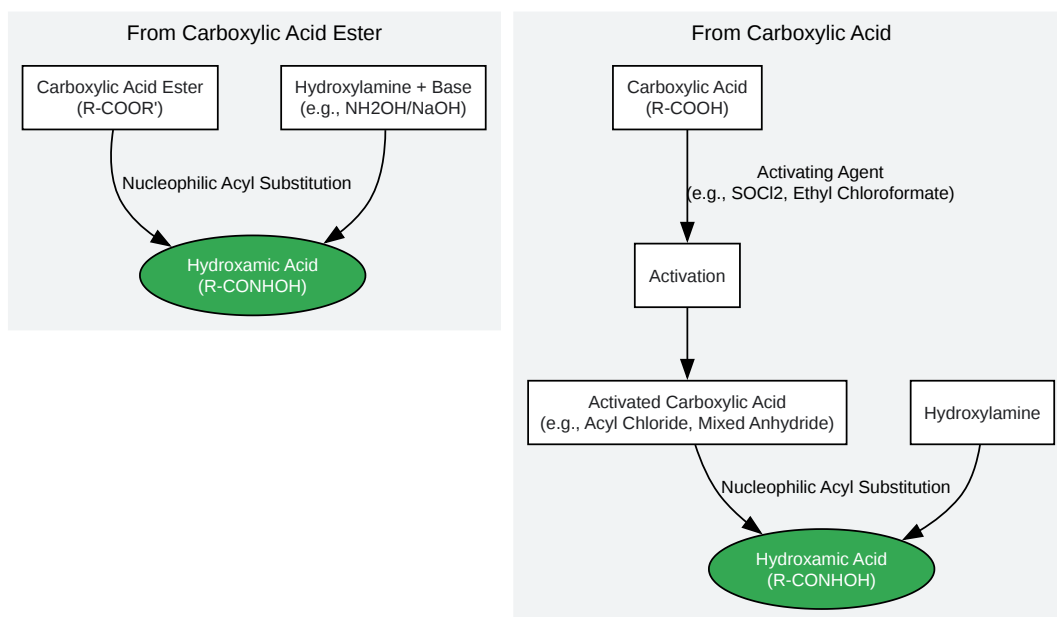 From Carboxylic Acid Ester
Carboxylic Acid Ester
(R-COOR')
Hydroxylamine + Base
(e.g., NH2OH/NaOH)
Nucleophilic Acyl Substitution
Hydroxamic Acid
(R-CONHOH)
From Carboxylic Acid
Carboxylic Acid
(R-COOH)
Activating Agent
(e.g., SOCl2, Ethyl Chloroformate)
Activation
Activated Carboxylic Acid
(e.g., Acyl Chloride, Mixed Anhydride)
Hydroxylamine
Nucleophilic Acyl Substitution
Hydroxamic Acid
(R-CONHOH)